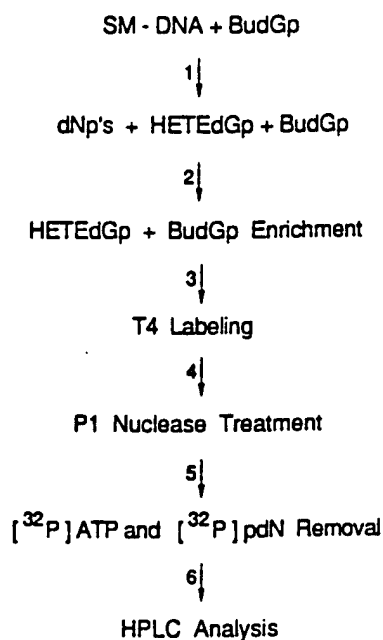 SM - DNA + BudGp
1
dNp's + HETEdGp + BudGp
2
HETEdGp + BudGp Enrichment
3
T4 Labeling
4
P1 Nuclease Treatment
5
[32P] ATP and [32P] pdN Removal
6
HPLC Analysis